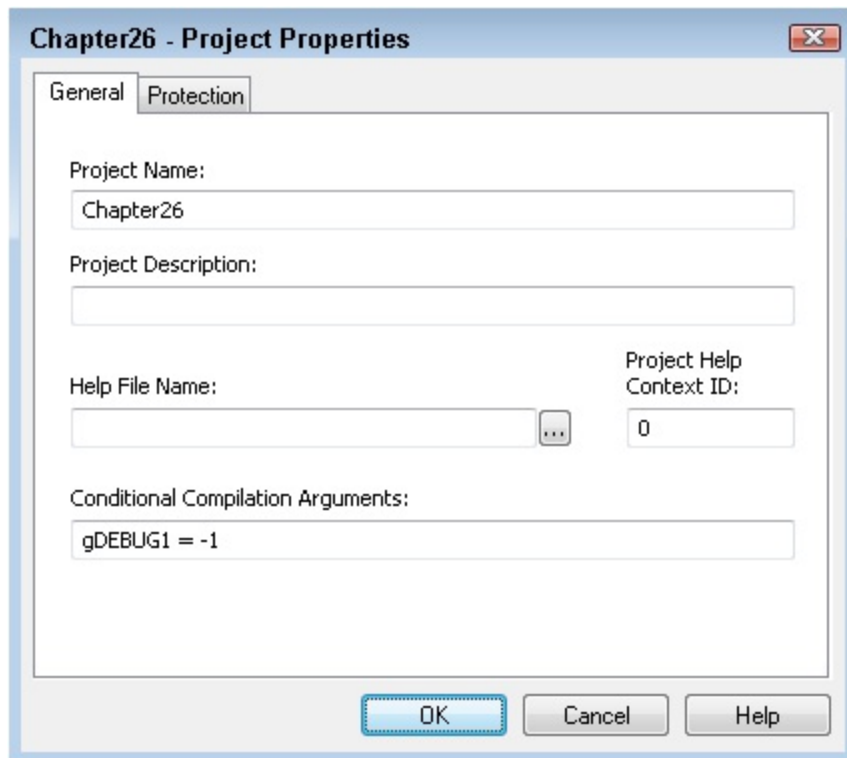 Chapter26 - Project Properties
General Protection
Project Name:
Chapter26
Project Description:
Help File Name:
Project Help
Context ID:
...
0
Conditional Compilation Arguments:
gDEBUG1 = -1
OK Cancel Help